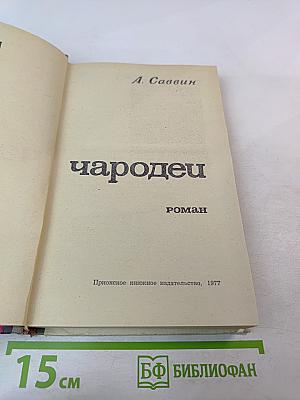 А. Саввин
чародеи
роман
Приокское книжное издательство, 1977
15 см
БФ БИБЛИОФАН